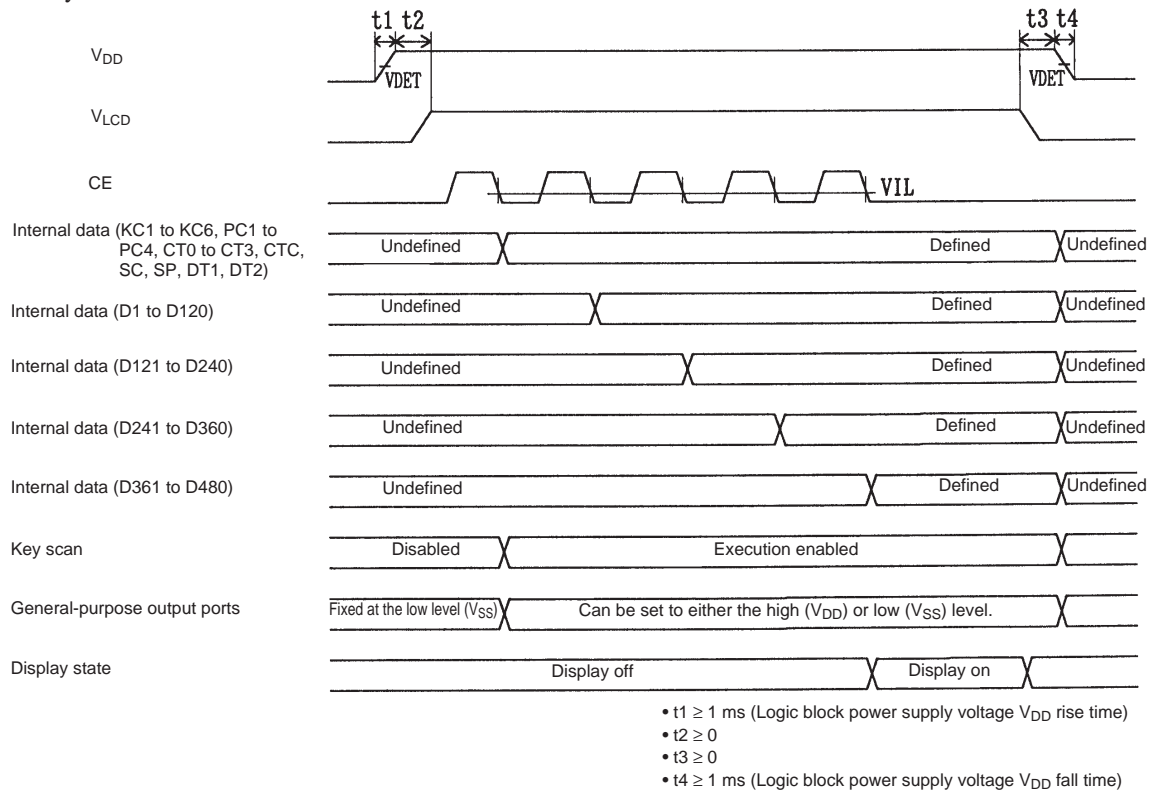 t1 t2
t3 t4
VDD
VDET
VDET
VLCD
CE
VIL
Internal data (KC1 to KC6, PC1 to
PC4, CT0 to CT3, CTC,
SC, SP, DT1, DT2)
Undefined
Defined
Undefined
Internal data (D1 to D120)
Undefined
Defined
Undefined
Internal data (D121 to D240)
Undefined
Defined
Undefined
Internal data (D241 to D360)
Undefined
Defined
Undefined
Internal data (D361 to D480)
Undefined
Defined
Undefined
Key scan
Disabled
Execution enabled
General-purpose output ports
Fixed at the low level (VSS)
Can be set to either the high (VDD) or low (VSS) level.
Display state
Display off
Display on
• t1 ≥ 1 ms (Logic block power supply voltage VDD rise time)
• t2 ≥ 0
• t3 ≥ 0
• t4 ≥ 1 ms (Logic block power supply voltage VDD fall time)